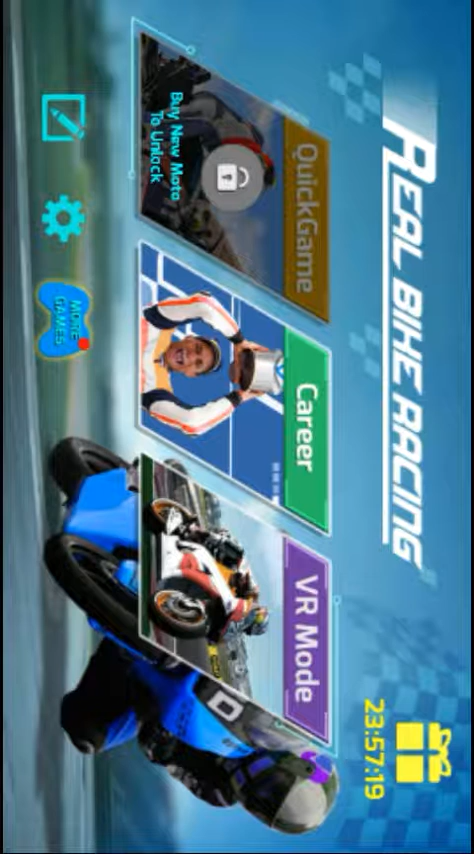 REAL BIKE RACING
23:57:19
QuickGame
Career
VR Mode
Buy New Moto
To Unlock
MORE
GAMES
D